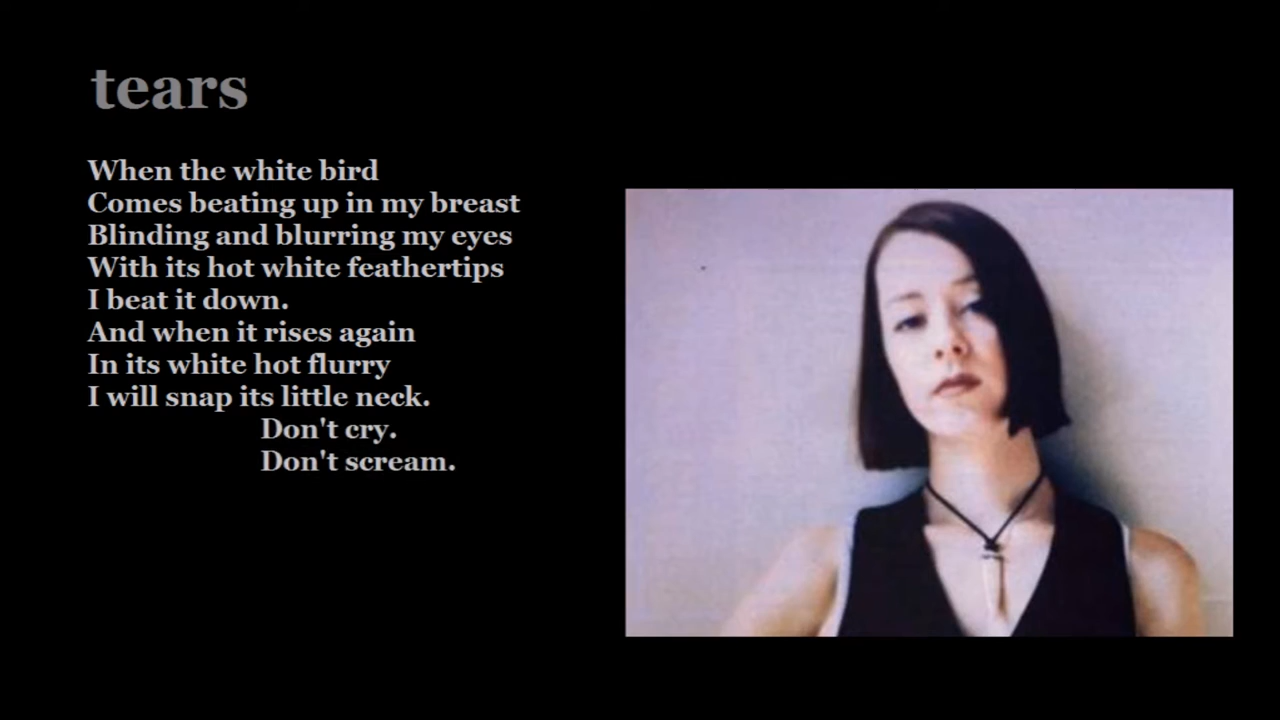 tears
When the white bird
Comes beating up in my breast
Blinding and blurring my eyes
With its hot white feathertips
I beat it down.
And when it rises again
In its white hot flurry
I will snap its little neck.
Don't cry.
Don't scream.